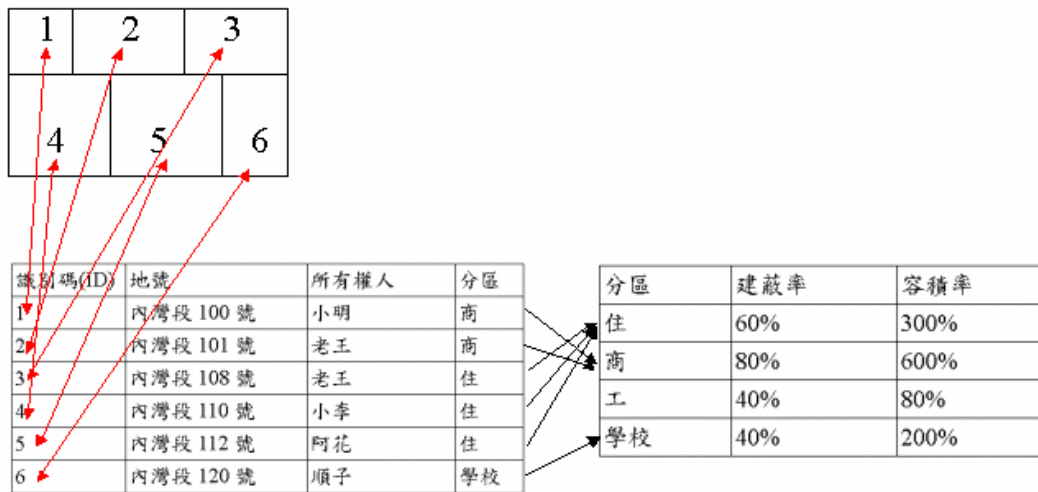 1 2 3
4 5 6
識別碼(ID) 地號 所有權人 分區
1 內灣段 100 號 小明 商
2 內灣段 101 號 老王 商
3 內灣段 108 號 老王 住
4 內灣段 110 號 小李 住
5 內灣段 112 號 阿花 住
6 內灣段 120 號 順子 學校
分區 建蔽率 容積率
住 60% 300%
商 80% 600%
工 40% 80%
學校 40% 200%